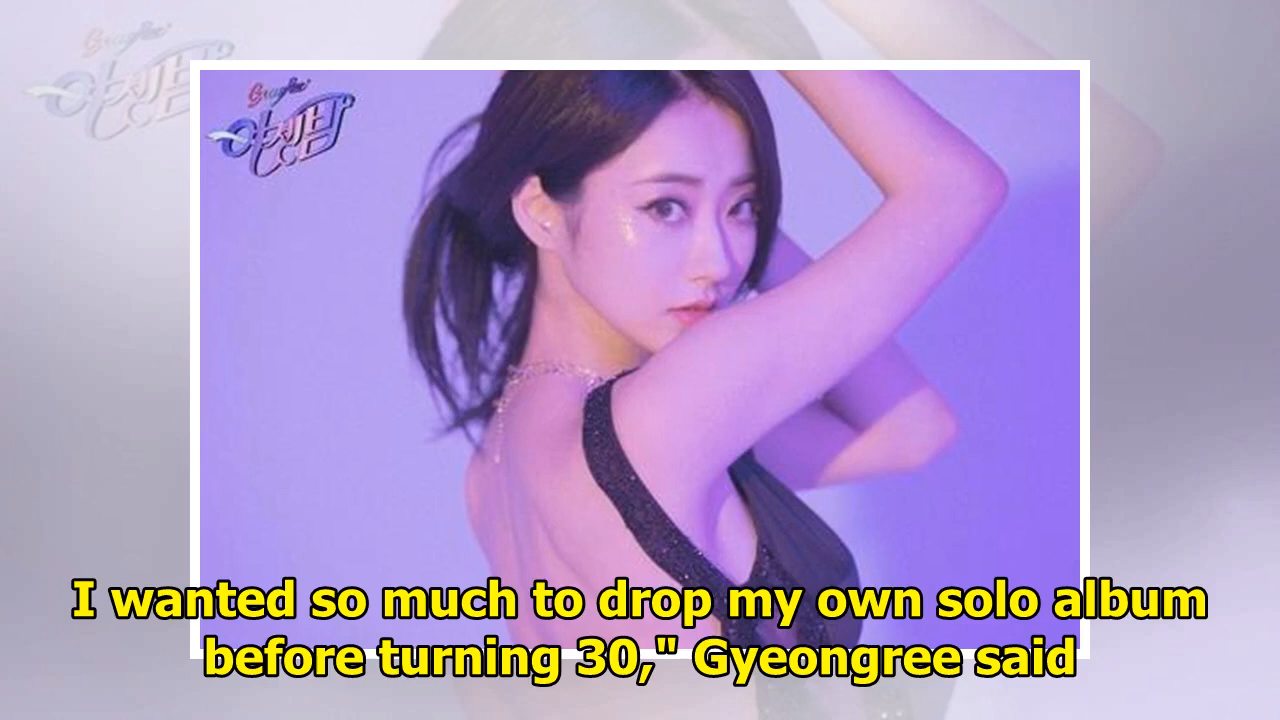 어젯밤
I wanted so much to drop my own solo album
before turning 30," Gyeongree said